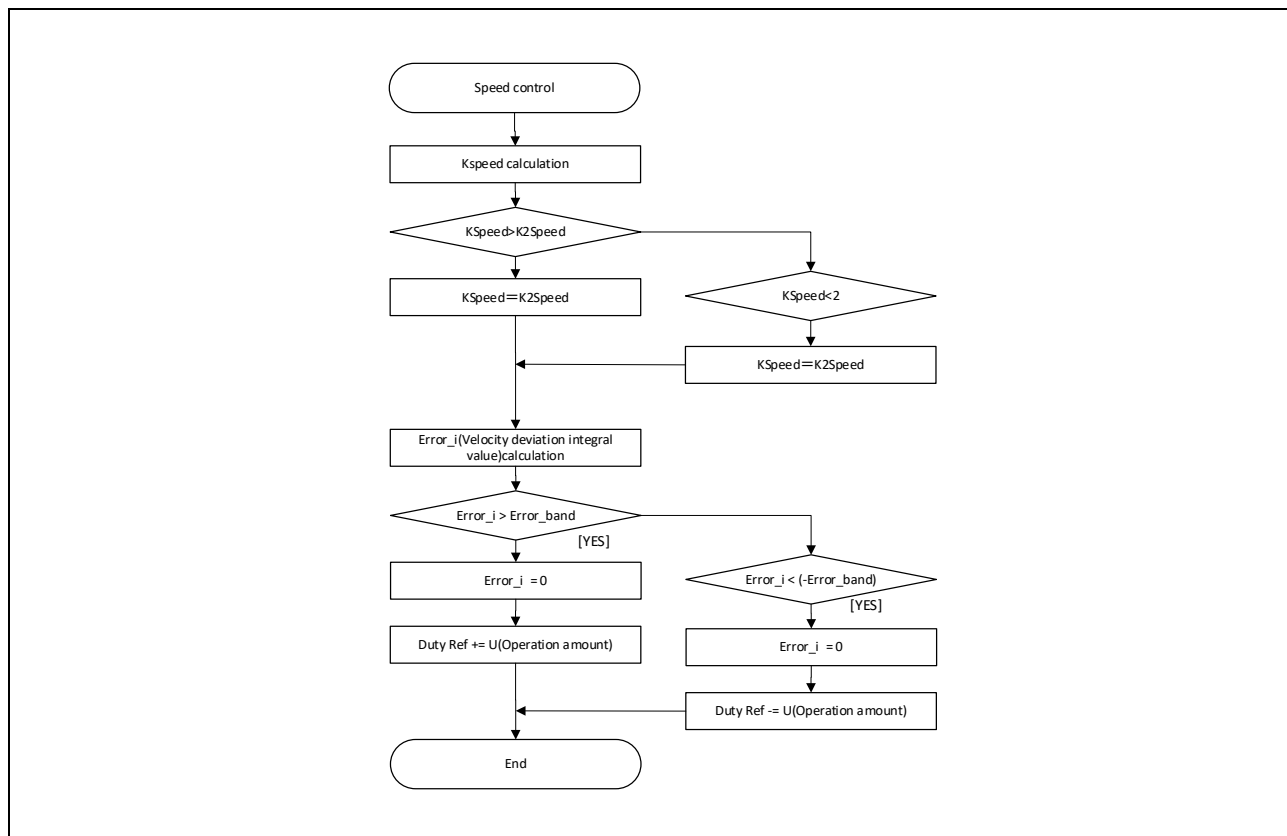 Speed control
Kspeed calculation
KSpeed>K2Speed
KSpeed＝K2Speed
KSpeed<2
KSpeed＝K2Speed
Error_i(Velocity deviation integral
value)calculation
Error_i > Error_band
[YES]
Error_i = 0
Error_i < (-Error_band)
[YES]
Duty Ref += U(Operation amount)
Error_i = 0
Duty Ref -= U(Operation amount)
End